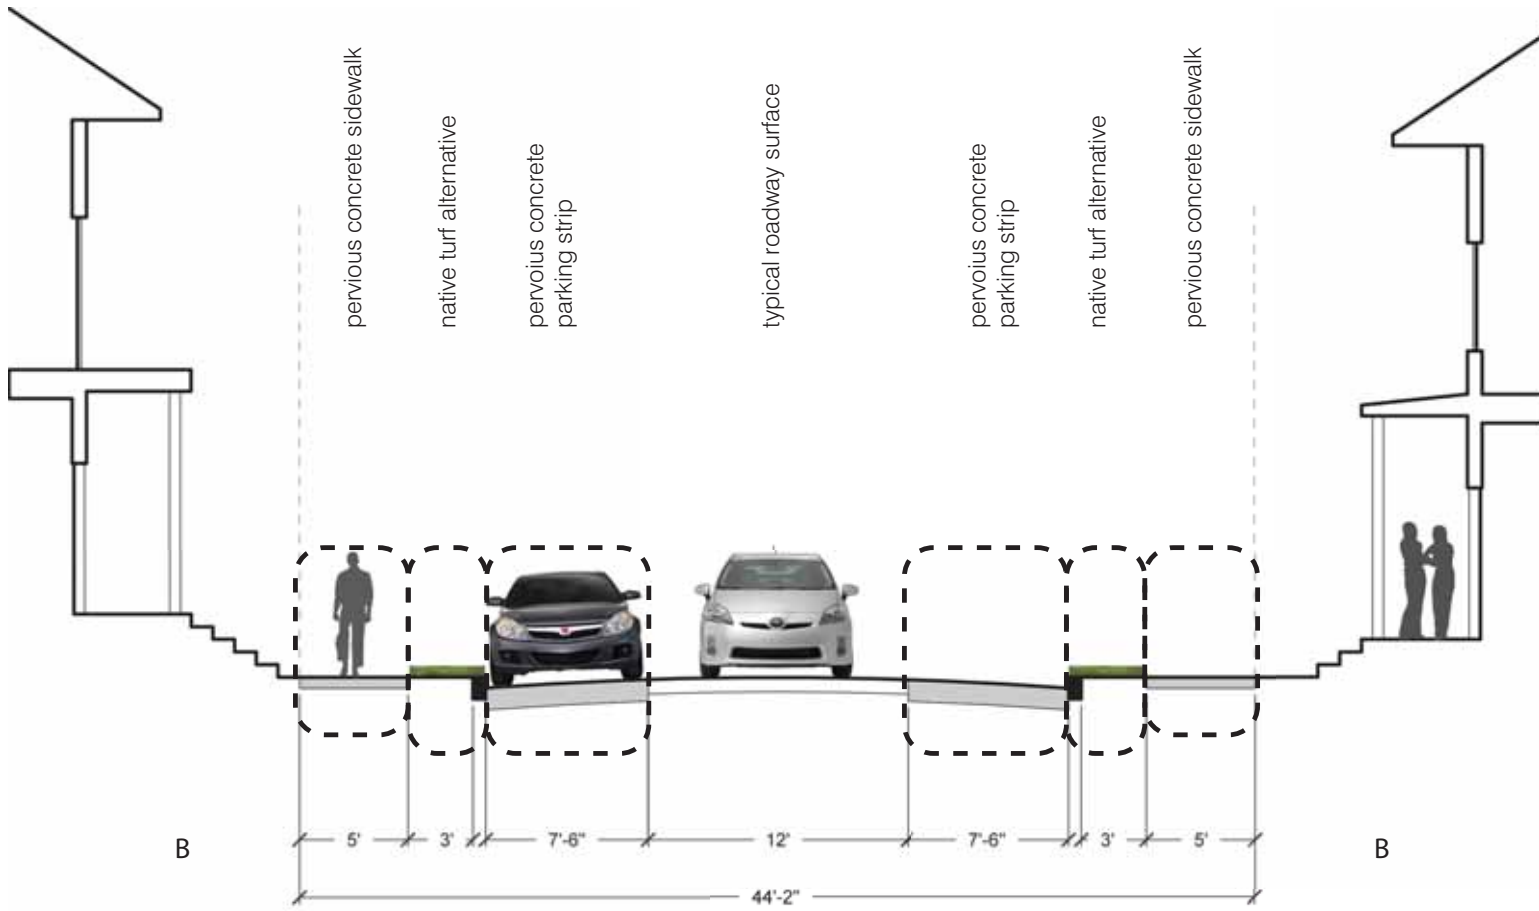 pervious concrete sidewalk
native turf alternative
pervoius concrete
parking strip
typical roadway surface
pervoius concrete
parking strip
native turf alternative
pervious concrete sidewalk
B
5'
3'
7'-6"
12'
7'-6"
3'
5'
B
44'-2"